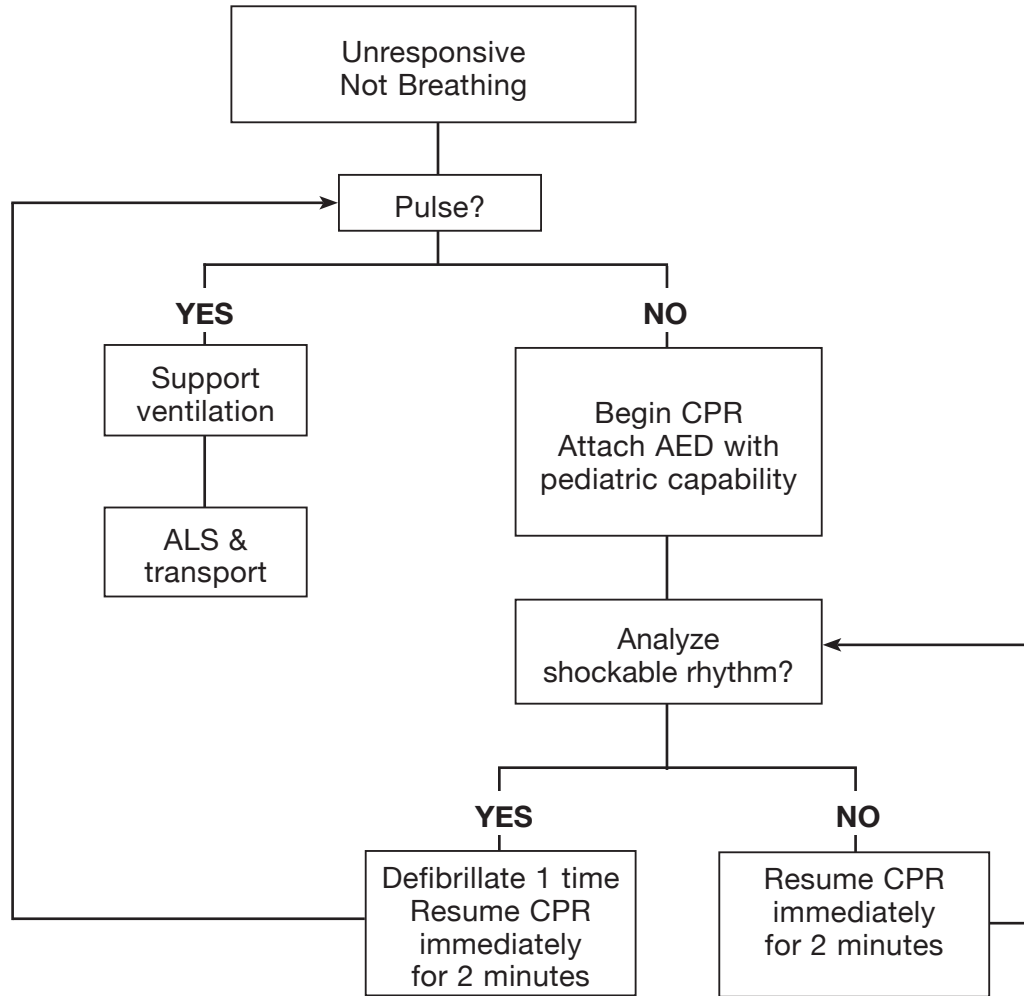 Unresponsive
Not Breathing
Pulse?
YES
NO
Support
ventilation
Begin CPR
Attach AED with
pediatric capability
ALS &
transport
Analyze
shockable rhythm?
YES
NO
Defibrillate 1 time
Resume CPR
immediately
for 2 minutes
Resume CPR
immediately
for 2 minutes